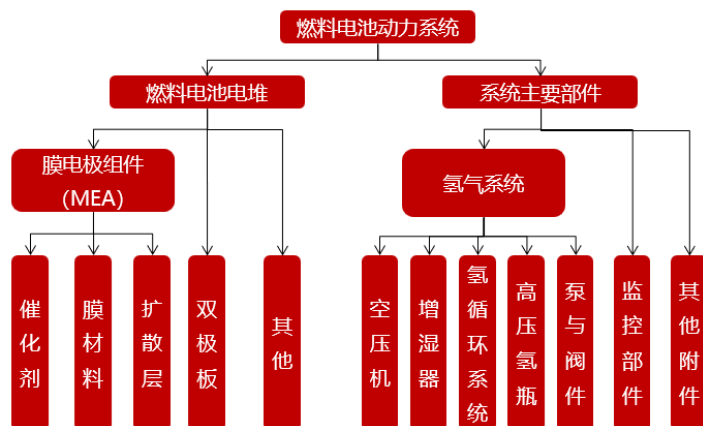 燃料电池动力系统
燃料电池电堆
系统主要部件
膜电极组件
（MEA）
氢气系统
催化剂
膜材料
扩散层
双极板
其他
空压机
增湿器
氢循环系统
高压氢瓶
泵与阀件
监控部件
其他附件